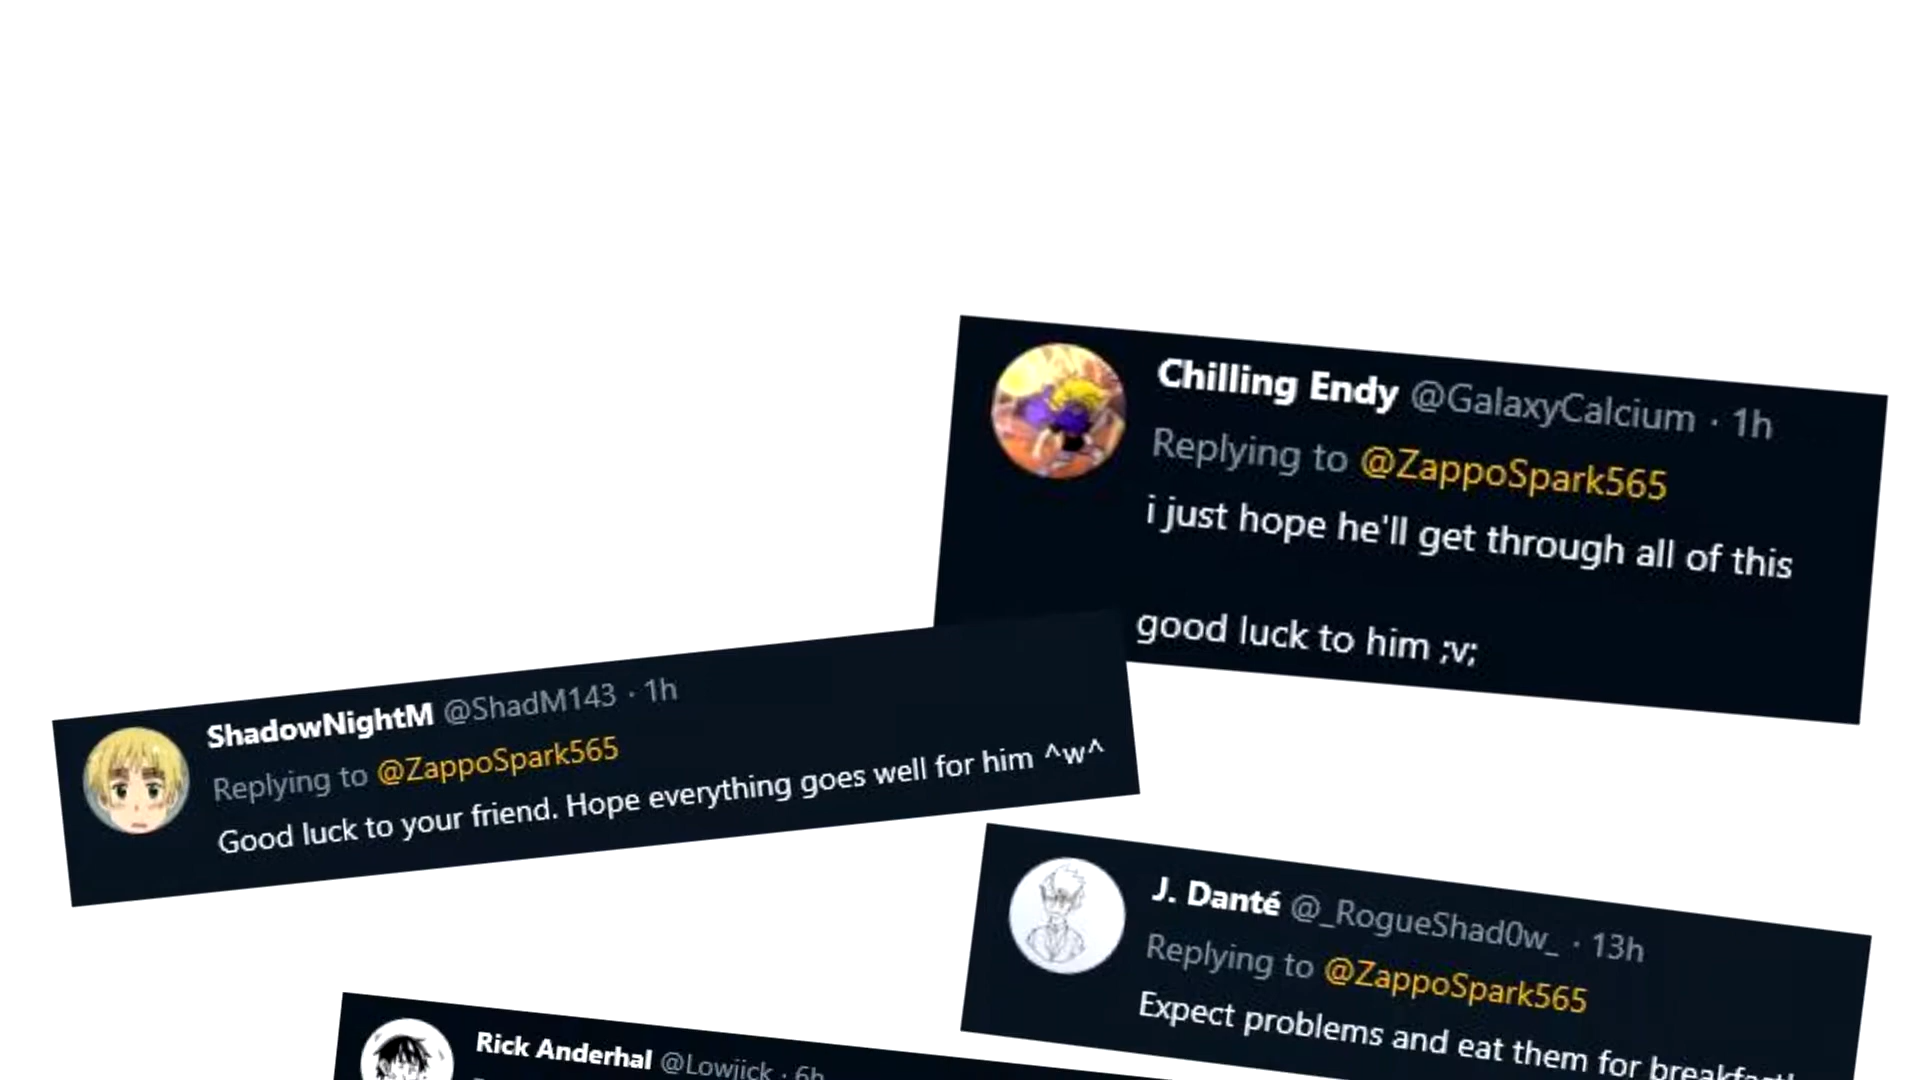 Chilling Endy @GalaxyCalcium · 1h
Replying to @ZappoSpark565
i just hope he'll get through all of this
good luck to him ;v;
ShadowNightM @ShadM143 · 1h
Replying to @ZappoSpark565
Good luck to your friend. Hope everything goes well for him ^w^
J. Danté @_RogueShad0w_ · 13h
Replying to @ZappoSpark565
Expect problems and eat them for breakfast!
Rick Anderhal @Lowjick · 6h